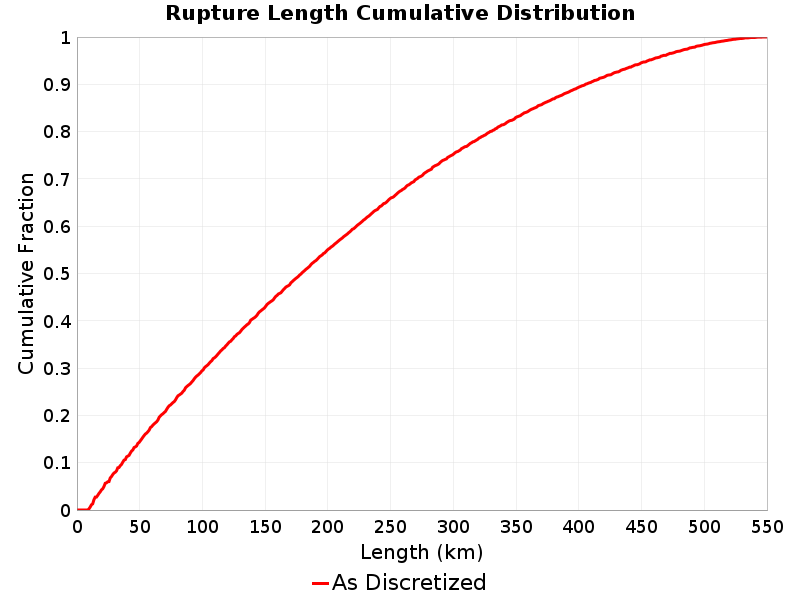 Rupture Length Cumulative Distribution
1
0.9
0.8
0.7
0.6
0.5
0.4
0.3
0.2
0.1
0
Cumulative Fraction
0 50 100 150 200 250 300 350 400 450 500 550
Length (km)
As Discretized